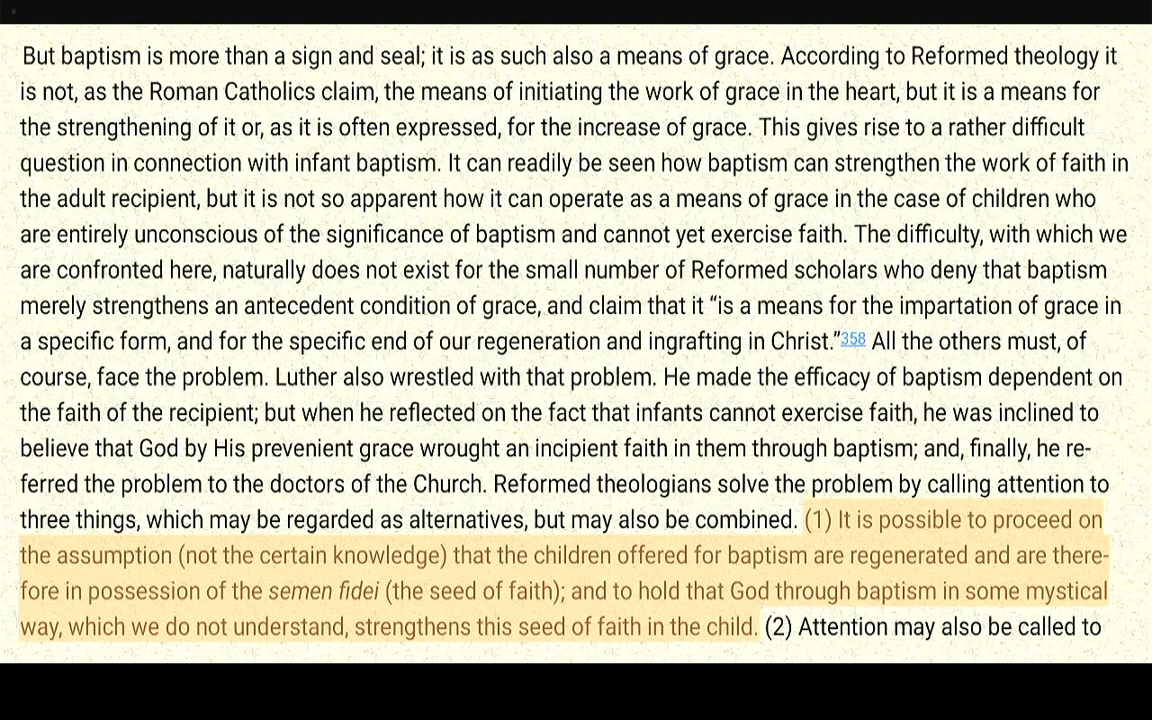 But baptism is more than a sign and seal; it is as such also a means of grace. According to Reformed theology it
is not, as the Roman Catholics claim, the means of initiating the work of grace in the heart, but it is a means for
the strengthening of it or, as it is often expressed, for the increase of grace. This gives rise to a rather difficult
question in connection with infant baptism. It can readily be seen how baptism can strengthen the work of faith in
the adult recipient, but it is not so apparent how it can operate as a means of grace in the case of children who
are entirely unconscious of the significance of baptism and cannot yet exercise faith. The difficulty, with which we
are confronted here, naturally does not exist for the small number of Reformed scholars who deny that baptism
merely strengthens an antecedent condition of grace, and claim that it “is a means for the impartation of grace in
a specific form, and for the specific end of our regeneration and ingrafting in Christ.”358 All the others must, of
course, face the problem. Luther also wrestled with that problem. He made the efficacy of baptism dependent on
the faith of the recipient; but when he reflected on the fact that infants cannot exercise faith, he was inclined to
believe that God by His prevenient grace wrought an incipient faith in them through baptism; and, finally, he re-
ferred the problem to the doctors of the Church. Reformed theologians solve the problem by calling attention to
three things, which may be regarded as alternatives, but may also be combined. (1) It is possible to proceed on
the assumption (not the certain knowledge) that the children offered for baptism are regenerated and are there-
fore in possession of the semen fidei (the seed of faith); and to hold that God through baptism in some mystical
way, which we do not understand, strengthens this seed of faith in the child. (2) Attention may also be called to